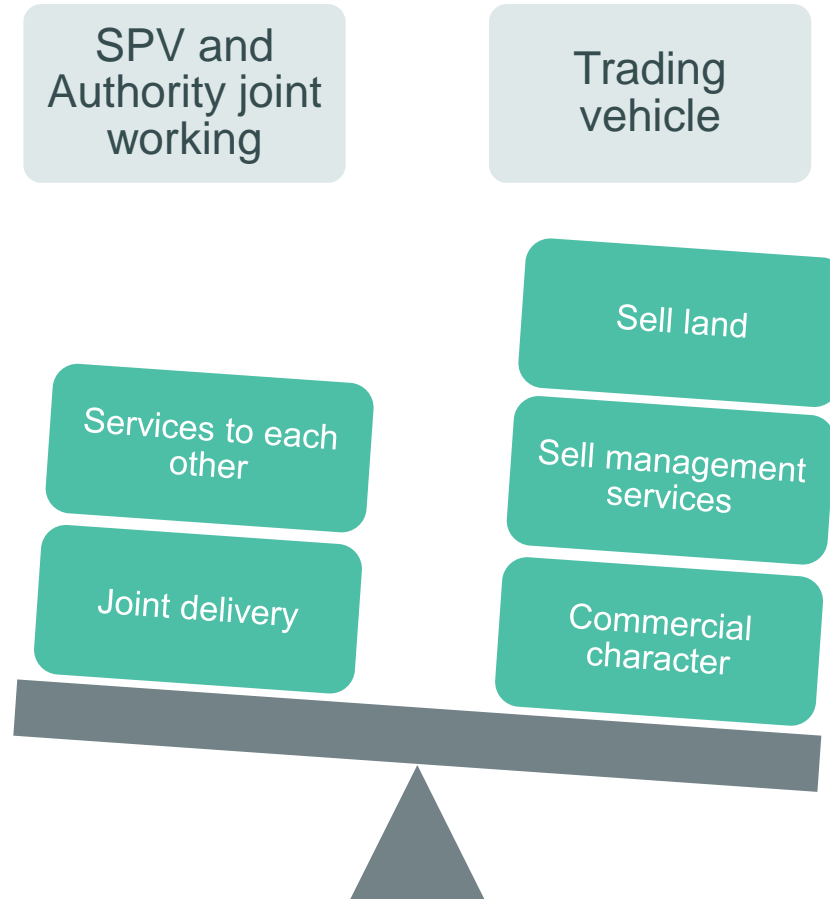 SPV and
Authority joint
working
Trading
vehicle
Services to each
other
Joint delivery
Sell land
Sell management
services
Commercial
character